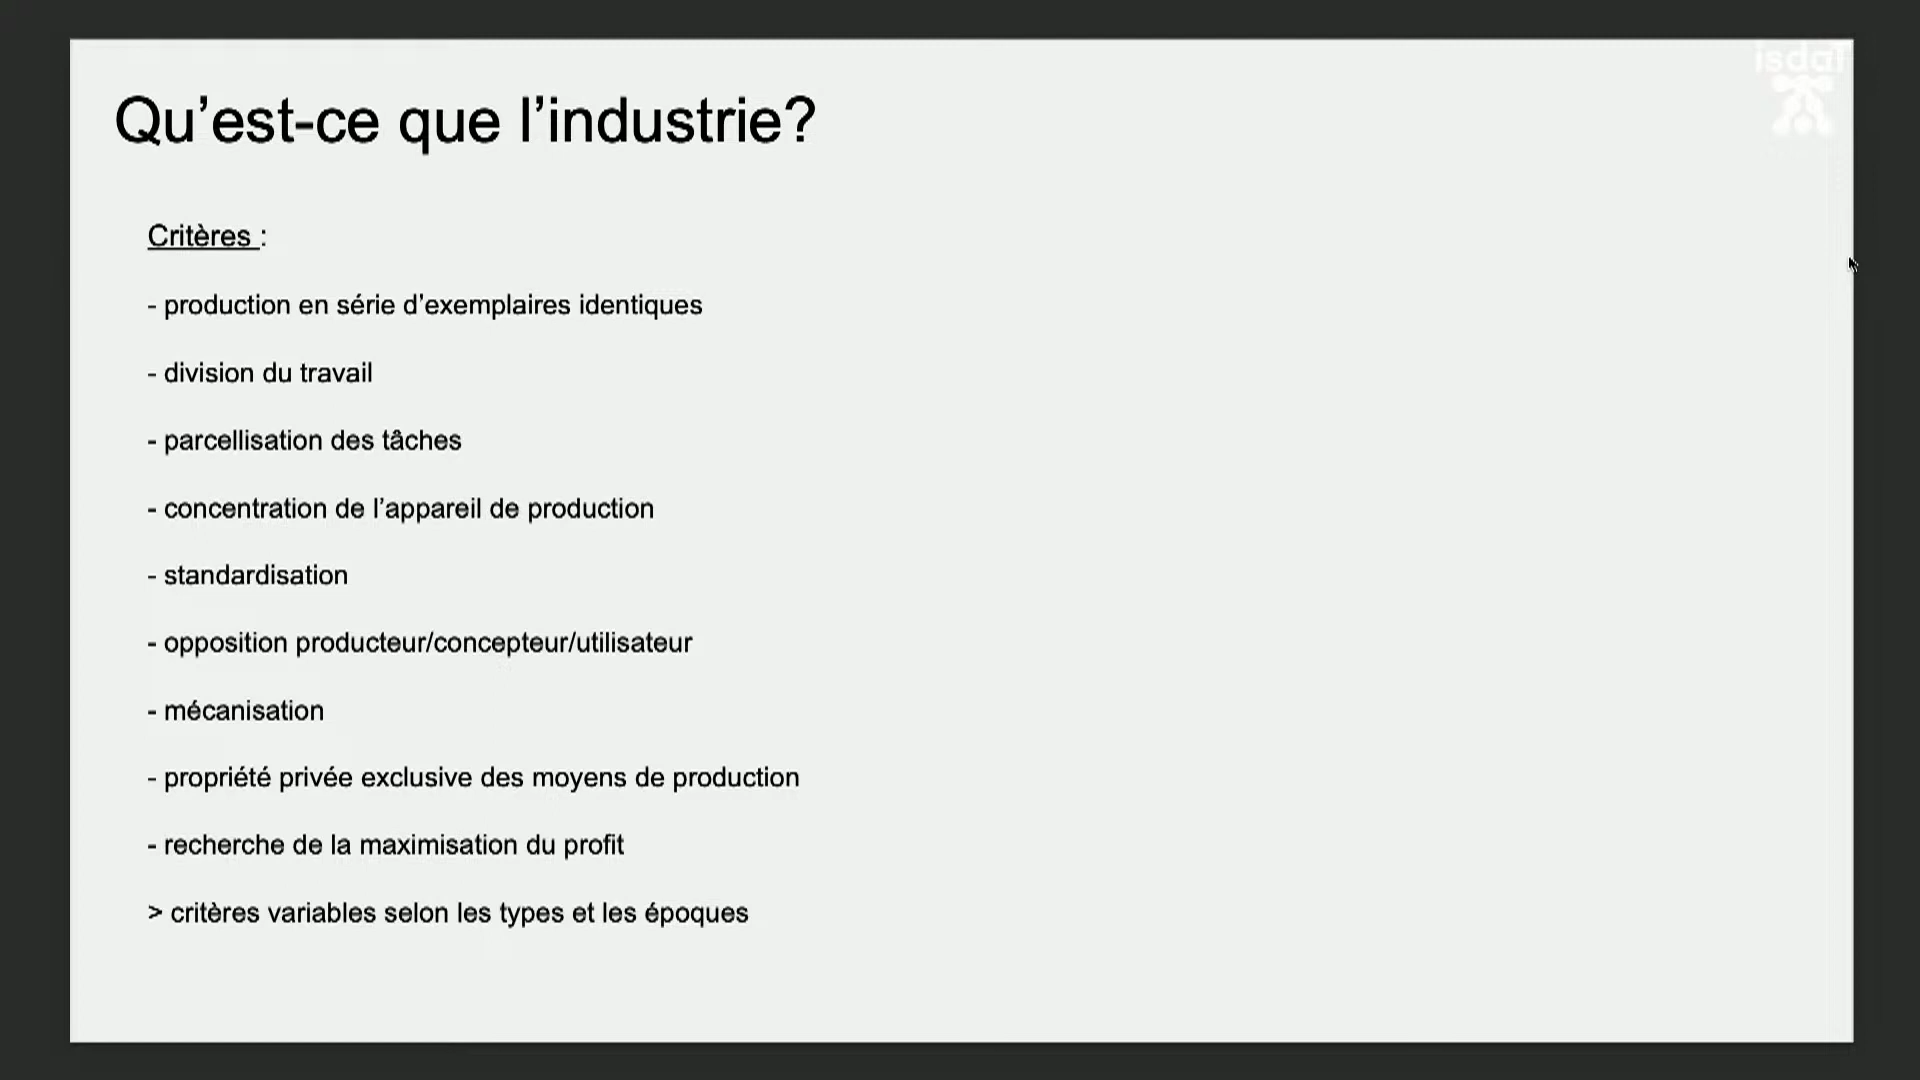 isdaT
Qu’est-ce que l’industrie?
Critères :
- production en série d’exemplaires identiques
- division du travail
- parcellisation des tâches
- concentration de l’appareil de production
- standardisation
- opposition producteur/concepteur/utilisateur
- mécanisation
- propriété privée exclusive des moyens de production
- recherche de la maximisation du profit
> critères variables selon les types et les époques